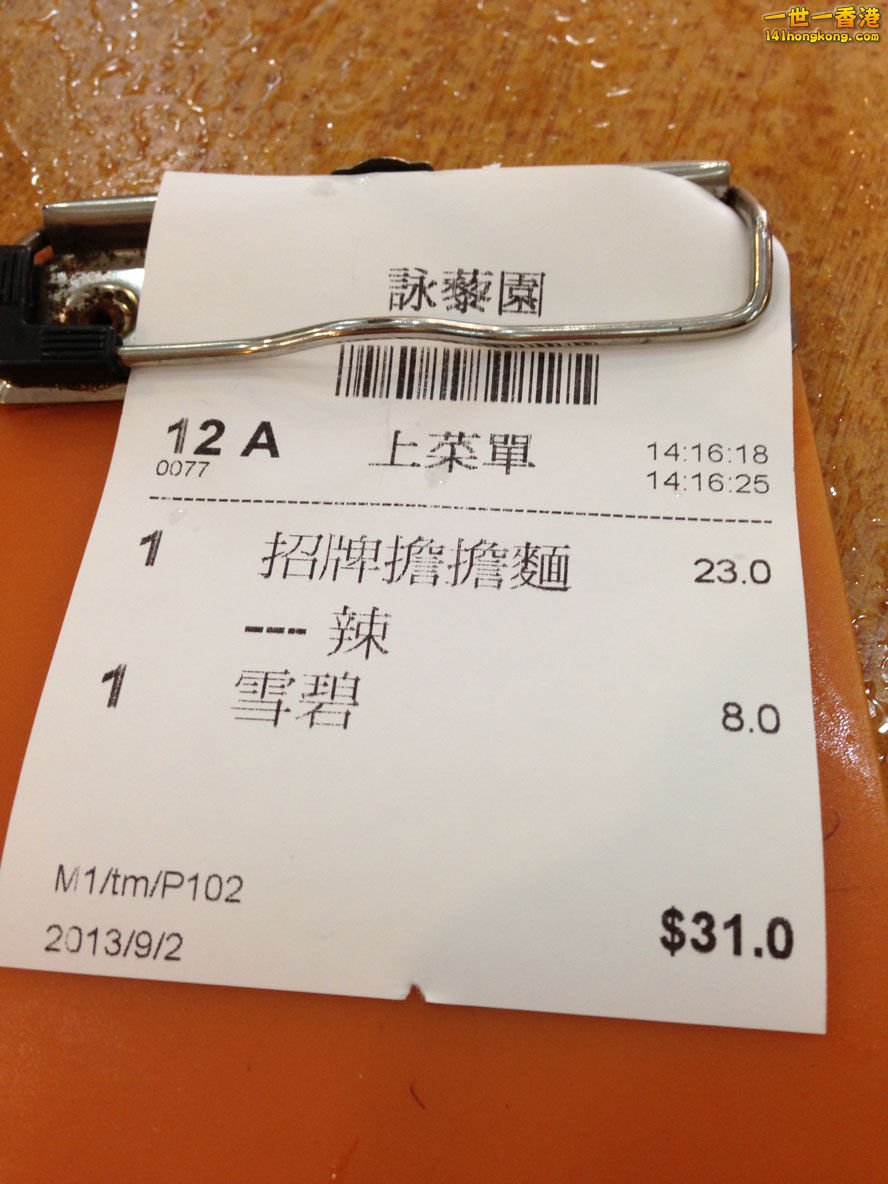 一世一香港
141hongkong.com
詠藜園
12 A 上菜單 14:16:18
0077 14:16:25
1 招牌擔擔麵 23.0
--- 辣
1 雪碧 8.0
M1/tm/P102
2013/9/2 $31.0